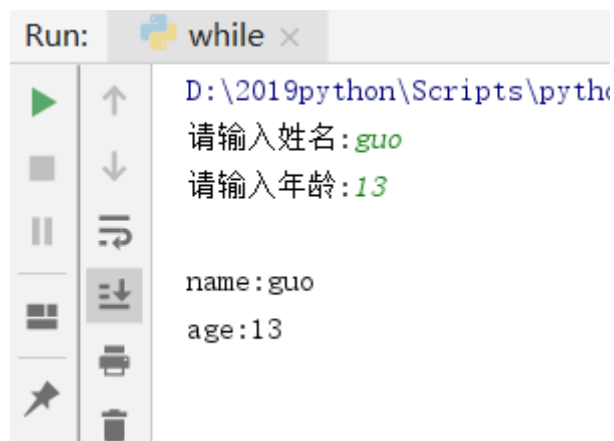 Run: while ×
D:\2019python\Scripts\pytho
请输入姓名:guo
请输入年龄:13
name:guo
age:13